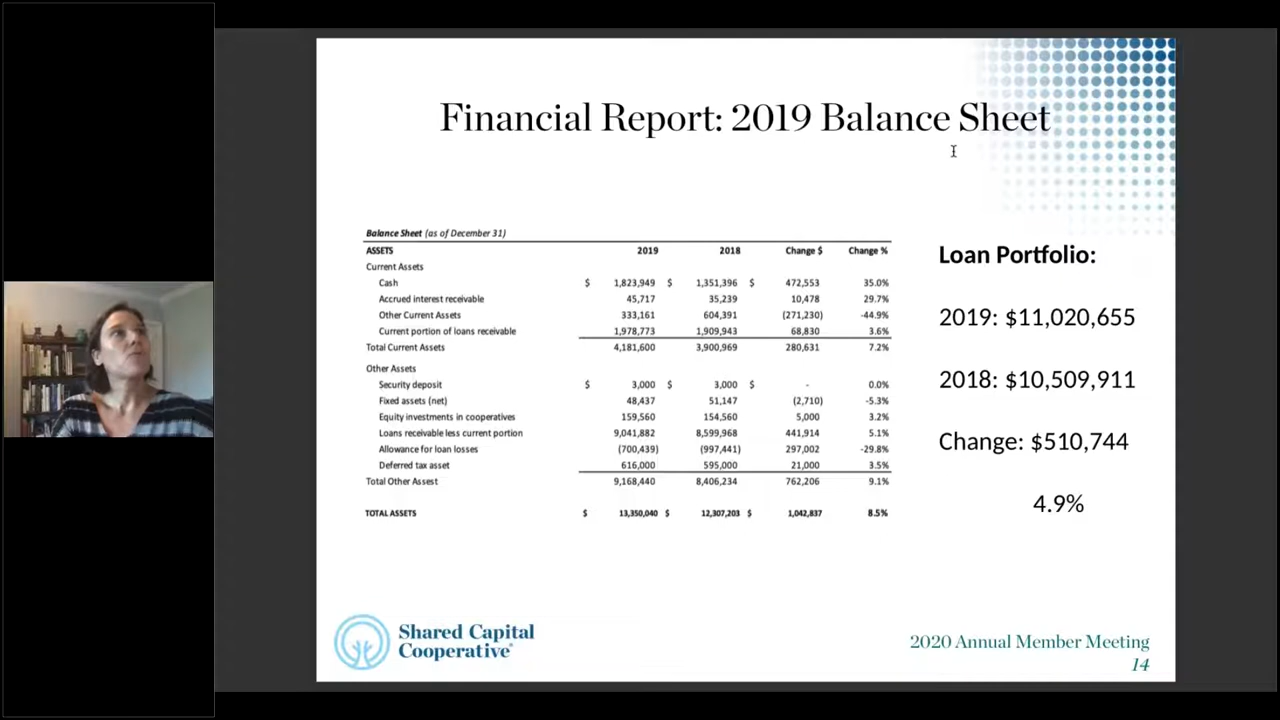 Financial Report: 2019 Balance Sheet
Balance Sheet (as of December 31)
ASSETS 2019 2018 Change $ Change %
Current Assets
Cash $ 1,823,949 $ 1,351,396 $ 472,553 35.0%
Accrued interest receivable 45,717 35,239 10,478 29.7%
Other Current Assets 333,161 604,391 (271,230) -44.9%
Current portion of loans receivable 1,978,773 1,909,943 68,830 3.6%
Total Current Assets 4,181,600 3,900,969 280,631 7.2%
Other Assets
Security deposit $ 3,000 $ 3,000 $ - 0.0%
Fixed assets (net) 48,437 51,147 (2,710) -5.3%
Equity investments in cooperatives 159,560 154,560 5,000 3.2%
Loans receivable less current portion 9,041,882 8,599,968 441,914 5.1%
Allowance for loan losses (700,439) (997,441) 297,002 -29.8%
Deferred tax asset 616,000 595,000 21,000 3.5%
Total Other Assest 9,168,440 8,406,234 762,206 9.1%
TOTAL ASSETS $ 13,350,040 $ 12,307,203 $ 1,042,837 8.5%
Loan Portfolio:
2019: $11,020,655
2018: $10,509,911
Change: $510,744
4.9%
Shared Capital
Cooperative
2020 Annual Member Meeting
14